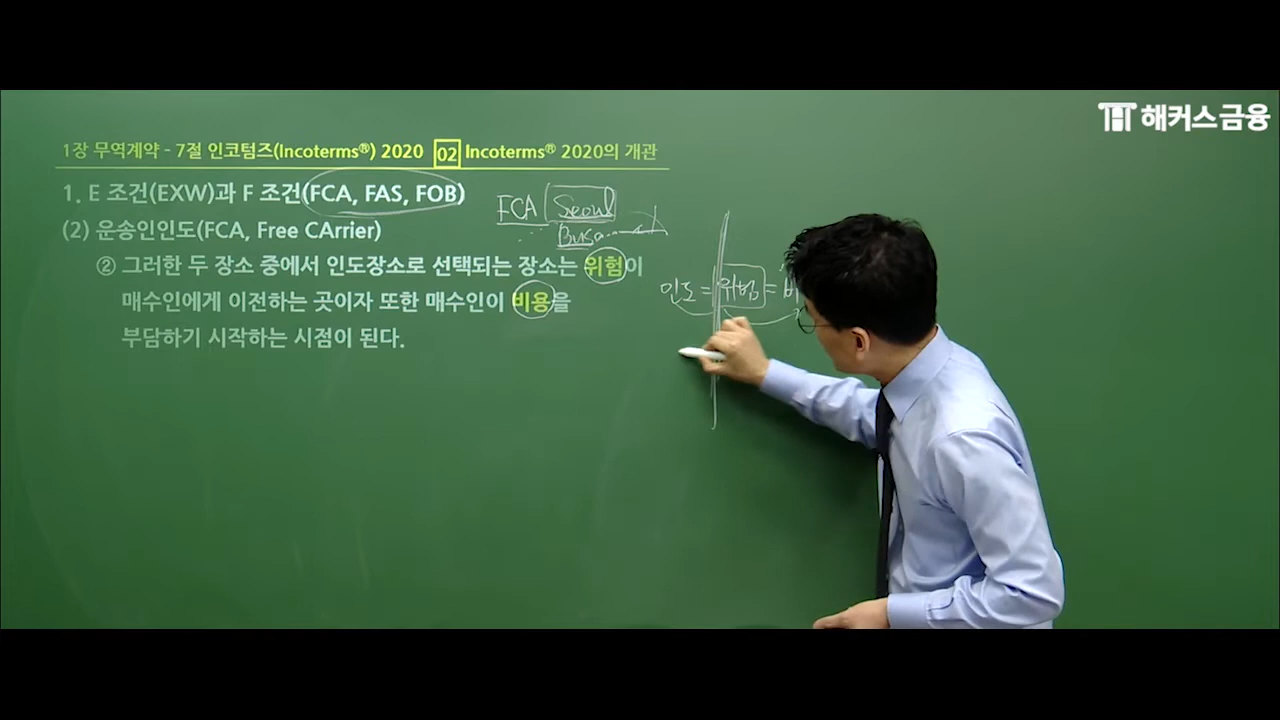 해커스금융
1장 무역계약 - 7절 인코텀즈(Incoterms®) 2020 02 Incoterms® 2020의 개관
1. E 조건(EXW)과 F 조건(FCA, FAS, FOB)
FCA Seoul
(2) 운송인인도(FCA, Free CArrier)
② 그러한 두 장소 중에서 인도장소로 선택되는 장소는 위험이
인도 = 위험 =
매수인에게 이전하는 곳이자 또한 매수인이 비용을
부담하기 시작하는 시점이 된다.